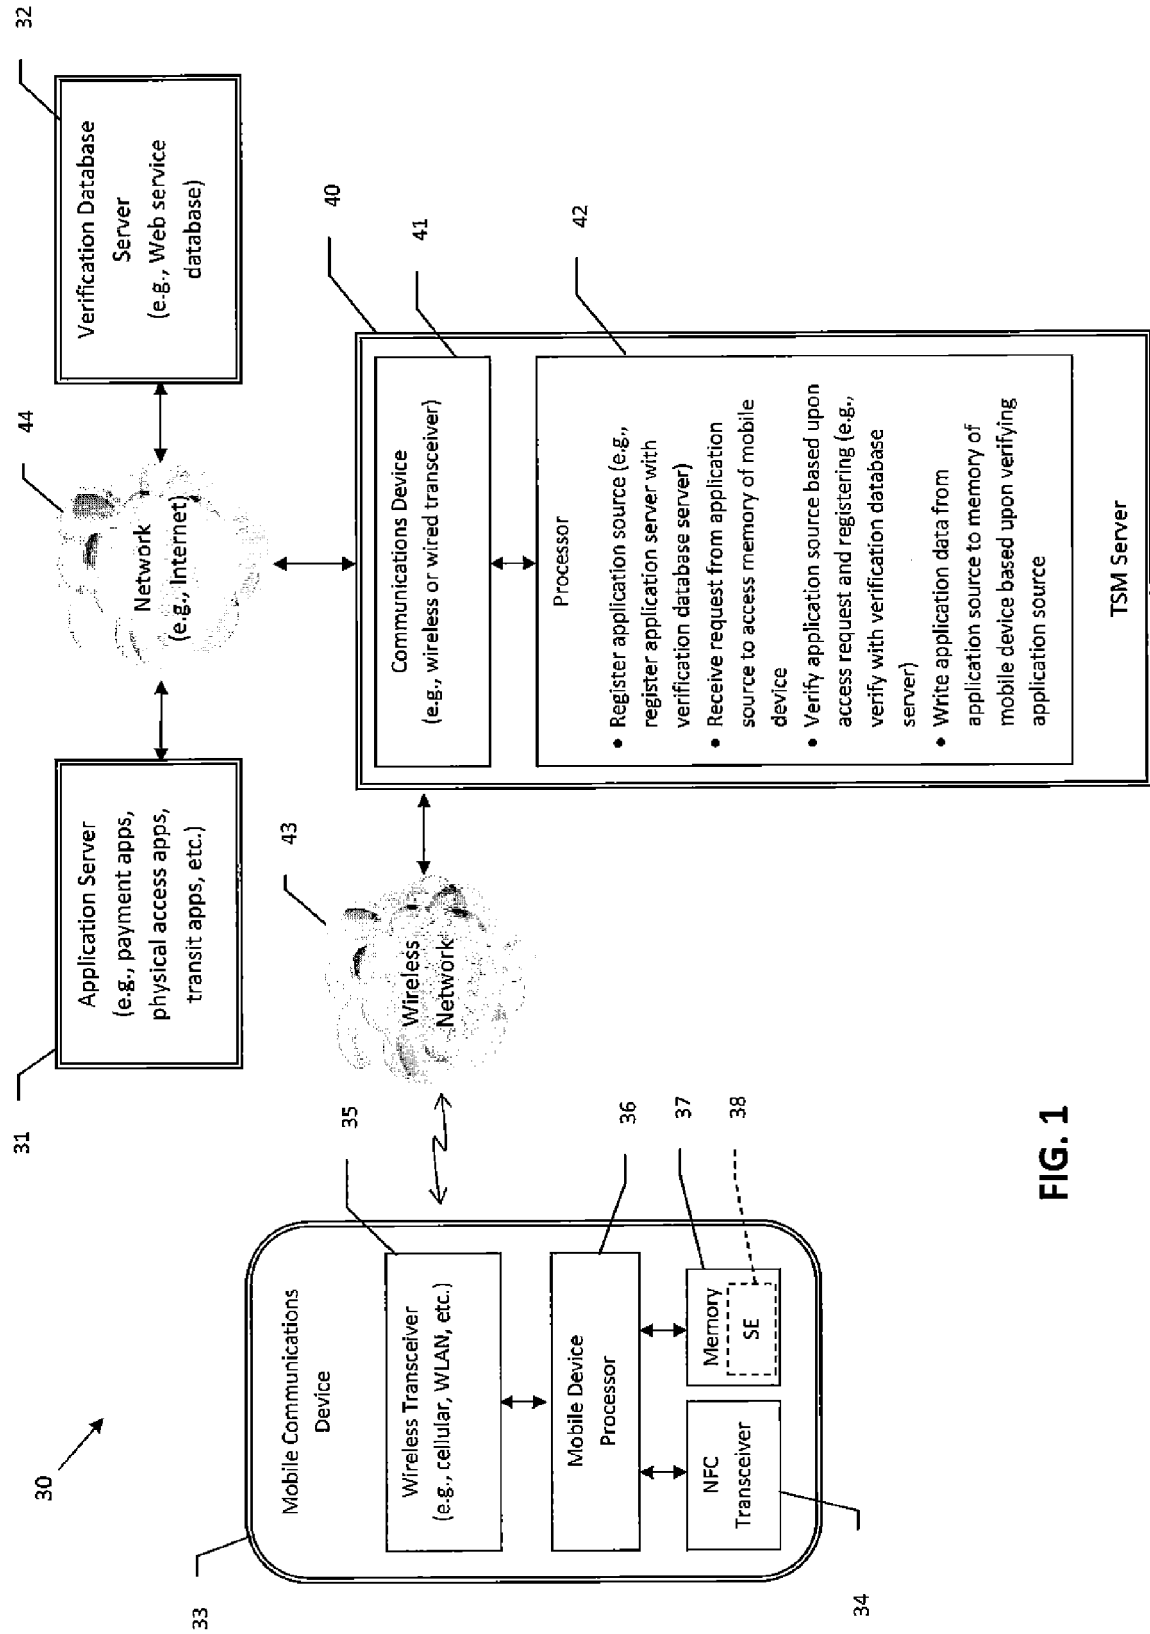 30
33
Mobile Communications
Device
Wireless Transceiver
(e.g., cellular, WLAN, etc.)
35
Mobile Device
Processor
36
NFC
Transceiver
34
Memory
SE
37
38
31
Application Server
(e.g., payment apps,
physical access apps,
transit apps, etc.)
Wireless
Network
43
Network
(e.g., Internet)
44
32
Verification Database
Server
(e.g., Web service
database)
40
Communications Device
(e.g., wireless or wired transceiver)
41
Processor
42
• Register application source (e.g.,
register application server with
verification database server)
• Receive request from application
source to access memory of mobile
device
• Verify application source based upon
access request and registering (e.g.,
verify with verification database
server)
• Write application data from
application source to memory of
mobile device based upon verifying
application source
TSM Server
FIG. 1